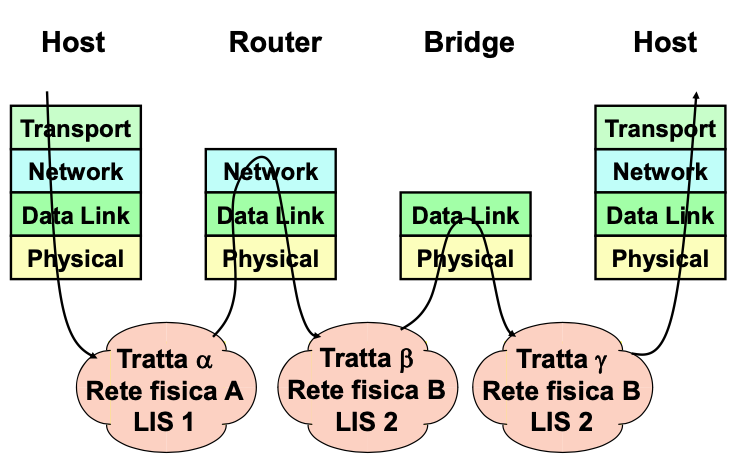 Host
Router
Bridge
Host
Transport
Network
Data Link
Physical
Network
Data Link
Physical
Data Link
Physical
Transport
Network
Data Link
Physical
Tratta α
Rete fisica A
LIS 1
Tratta β
Rete fisica B
LIS 2
Tratta γ
Rete fisica B
LIS 2